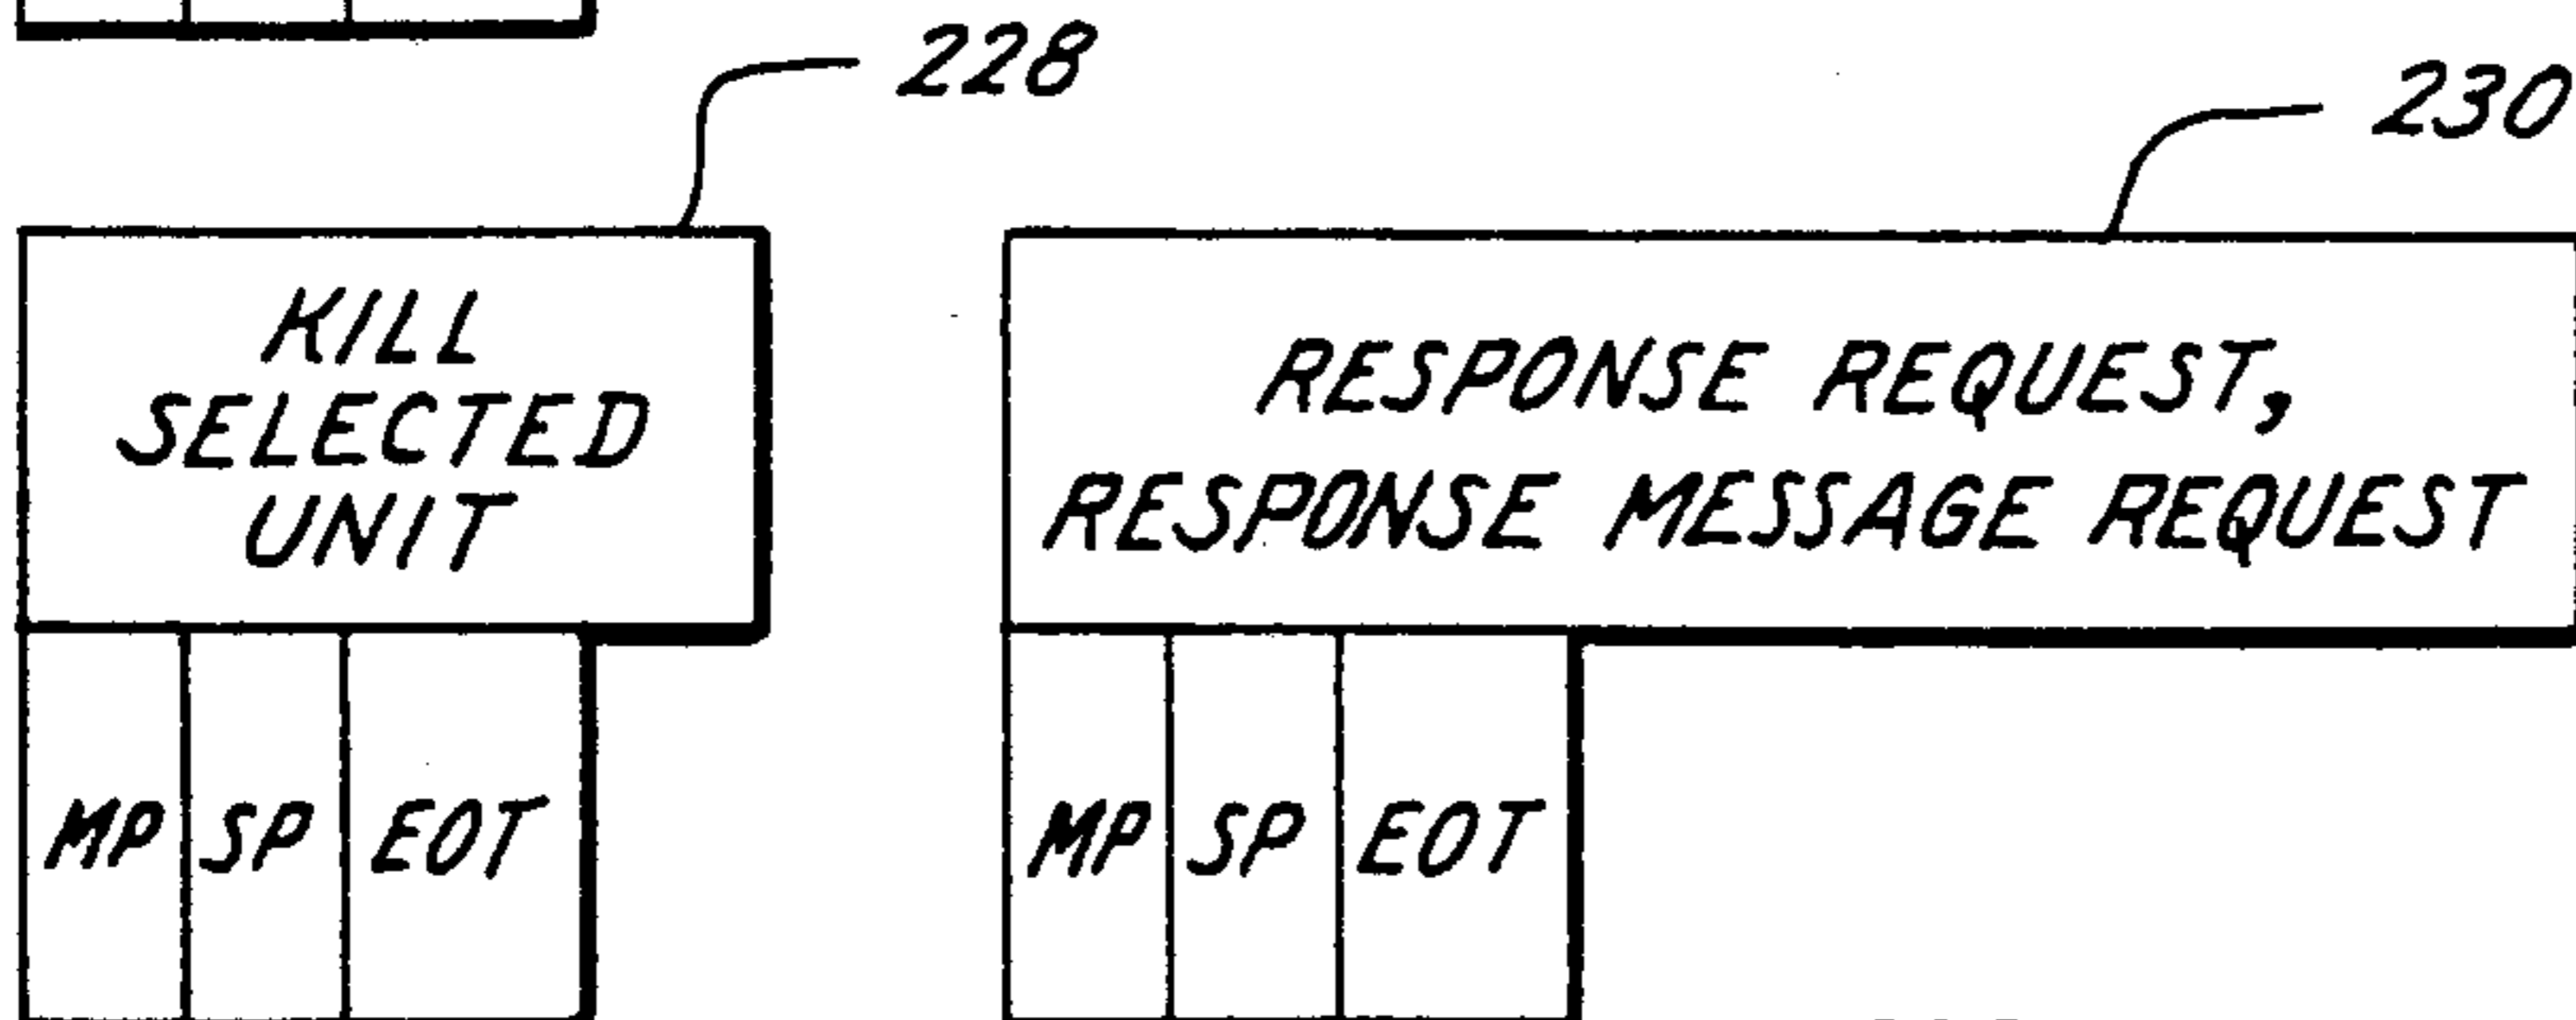 228
230
KILL
SELECTED
UNIT
RESPONSE REQUEST,
RESPONSE MESSAGE REQUEST
MP SP EOT
MP SP EOT